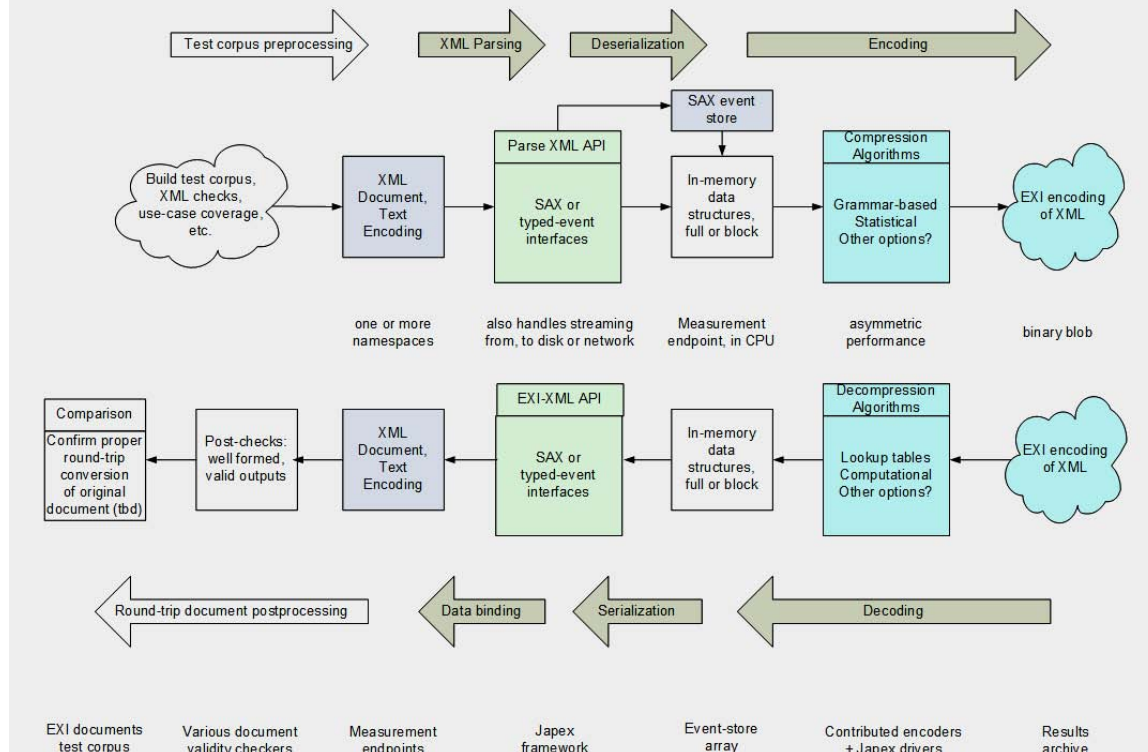 Test corpus preprocessing
XML Parsing
Deserialization
Encoding
SAX event
store
Build test corpus,
XML checks,
use-case coverage,
etc.
XML
Document,
Text
Encoding
Parse XML API
SAX or
typed-event
interfaces
In-memory
data
structures,
full or block
Compression
Algorithms
Grammar-based
Statistical
Other options?
EXI encoding
of XML
one or more
namespaces
also handles streaming
from, to disk or network
Measurement
endpoint, in CPU
asymmetric
performance
binary blob
Comparison
Confirm proper
round-trip
conversion
of original
document (tbd)
Post-checks:
well formed,
valid outputs
XML
Document,
Text
Encoding
EXI-XML API
SAX or
typed-event
interfaces
In-memory
data
structures,
full or block
Decompression
Algorithms
Lookup tables
Computational
Other options?
EXI encoding
of XML
Round-trip document postprocessing
Data binding
Serialization
Decoding
EXI documents
test corpus
Various document
validity checkers
Measurement
endpoints
Japex
framework
Event-store
array
Contributed encoders
+ Japex drivers
Results
archive